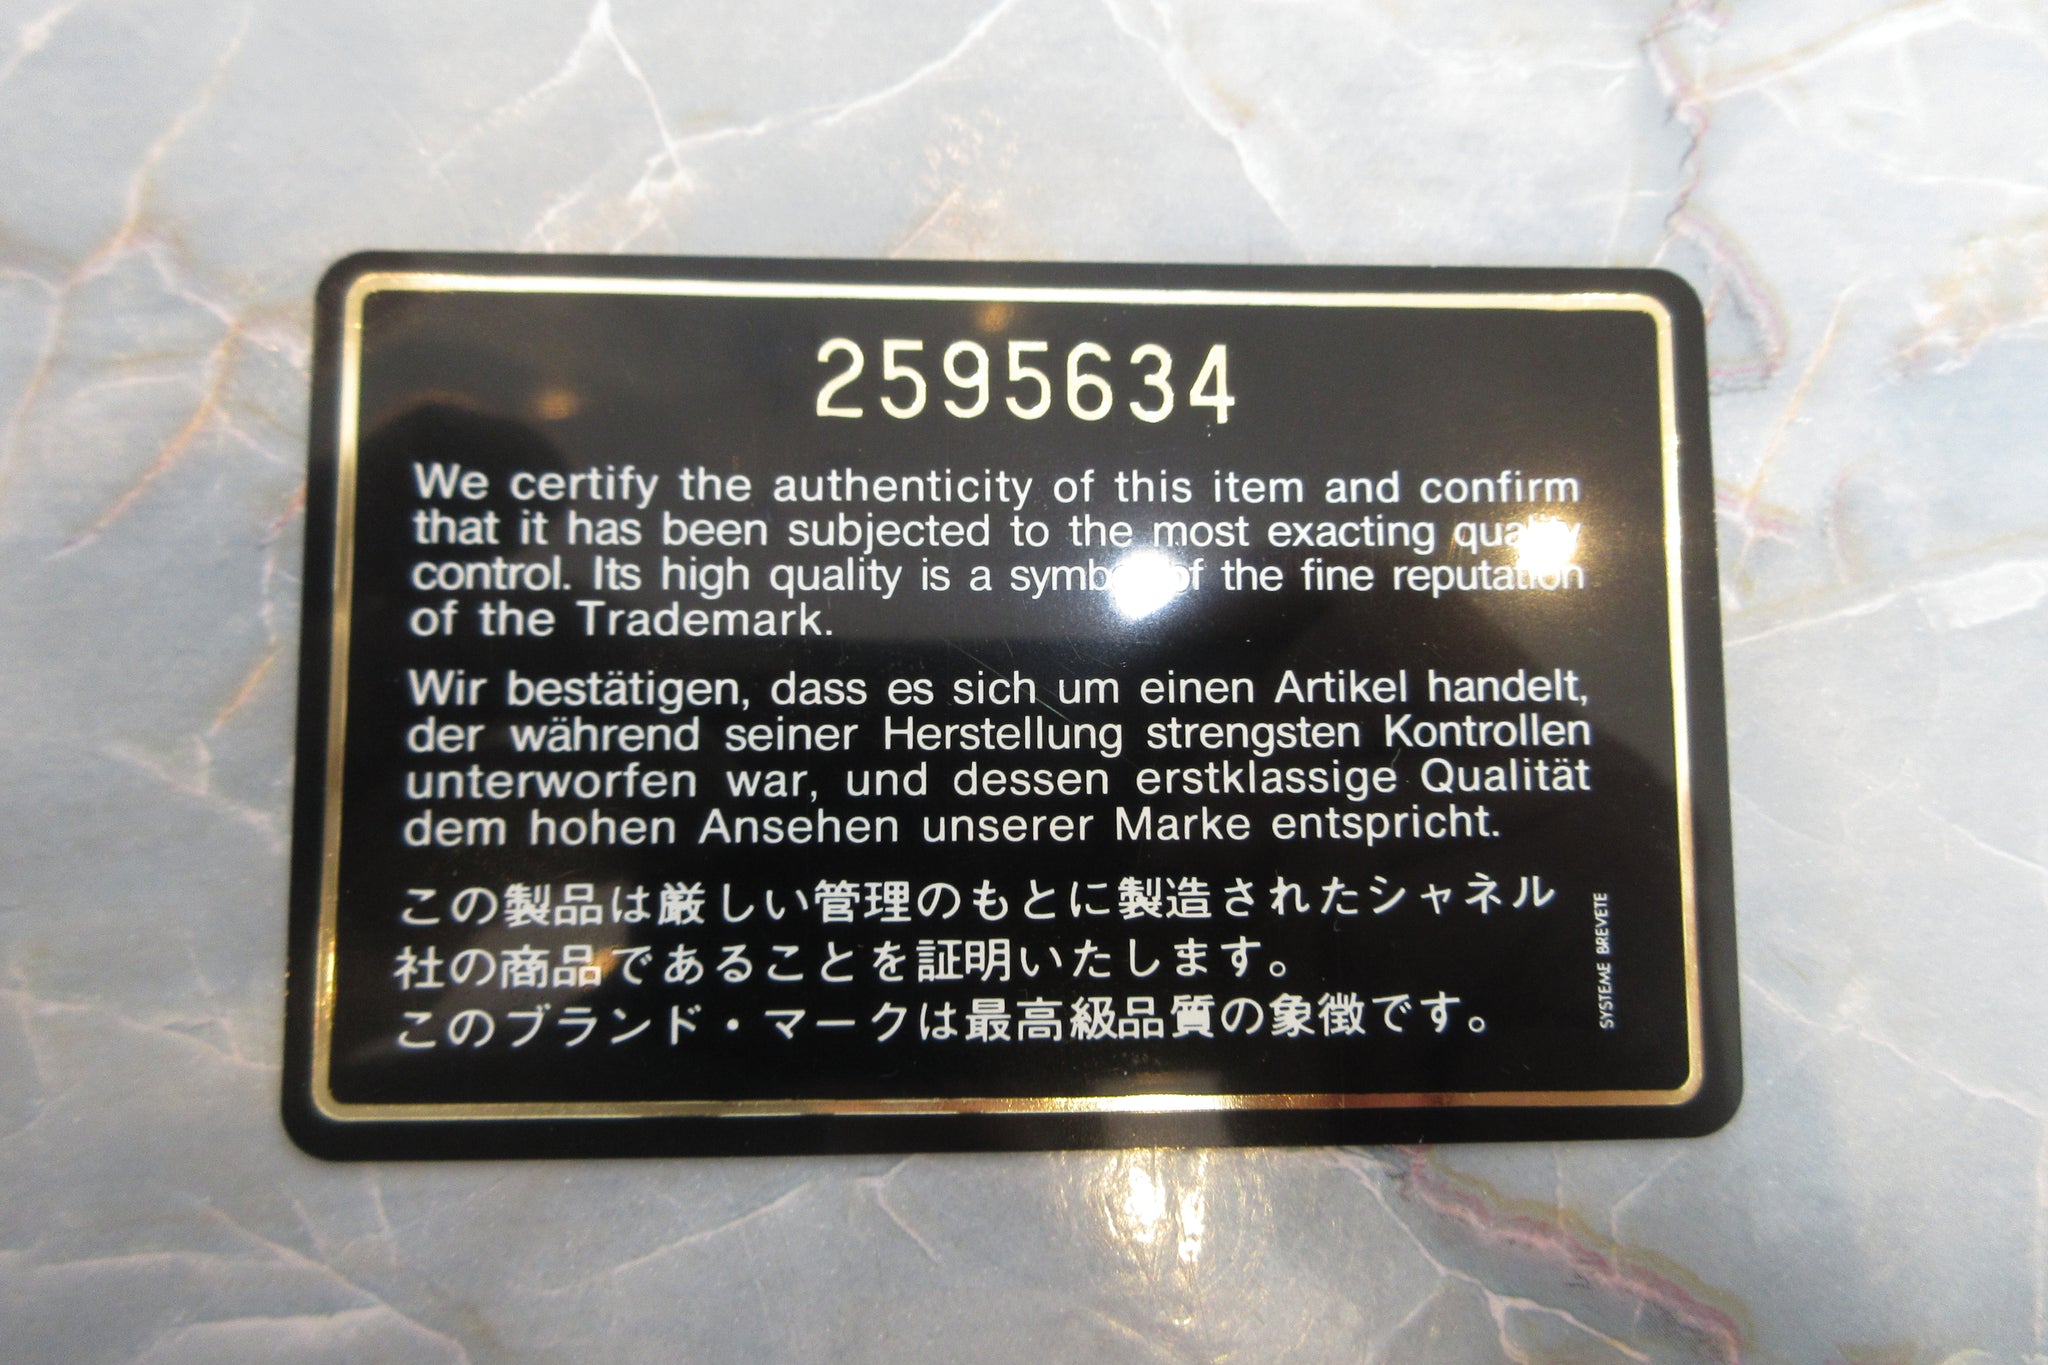 2595634
We certify the authenticity of this item and confirm
that it has been subjected to the most exacting quality
control. Its high quality is a symbol of the fine reputation
of the Trademark.
Wir bestätigen, dass es sich um einen Artikel handelt,
der während seiner Herstellung strengsten Kontrollen
unterworfen war, und dessen erstklassige Qualität
dem hohen Ansehen unserer Marke entspricht.
この製品は厳しい管理のもとに製造されたシャネル
社の商品であることを証明いたします。
このブランド・マークは最高級品質の象徴です。
SYSTEME BREVETE